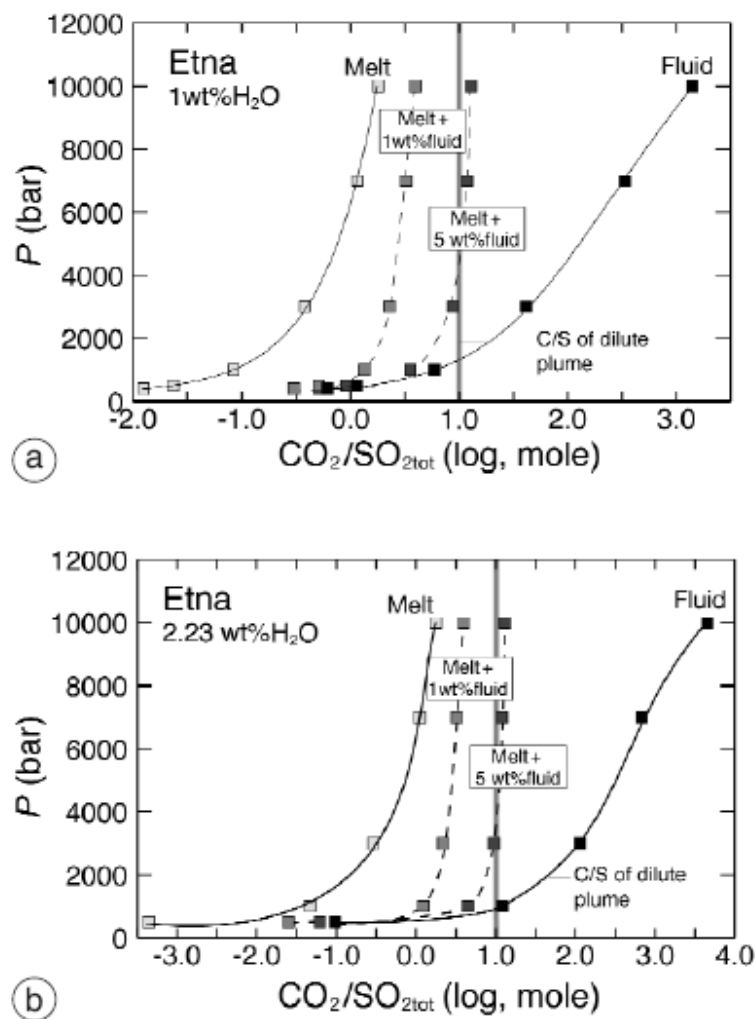 12000
10000
8000
6000
4000
2000
0
P (bar)
Etna
1wt%H₂O
Melt
Fluid
Melt+
1wt%fluid
Melt+
5 wt%fluid
C/S of dilute
plume
-2.0 -1.0 0.0 1.0 2.0 3.0
CO₂/SO₂tot (log, mole)
a
12000
10000
8000
6000
4000
2000
0
P (bar)
Etna
2.23 wt%H₂O
Melt
Fluid
Melt+
1wt%fluid
Melt+
5 wt%fluid
C/S of dilute
plume
-3.0 -2.0 -1.0 0.0 1.0 2.0 3.0 4.0
CO₂/SO₂tot (log, mole)
b